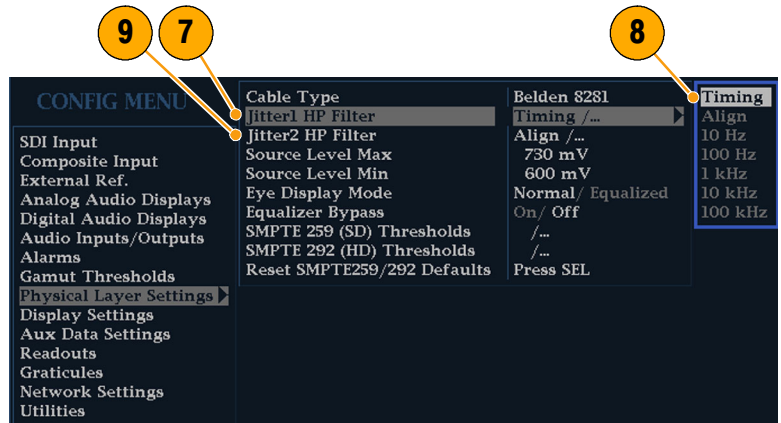 9 7 8
CONFIG MENU
SDI Input
Composite Input
External Ref.
Analog Audio Displays
Digital Audio Displays
Audio Inputs/Outputs
Alarms
Gamut Thresholds
Physical Layer Settings
Display Settings
Aux Data Settings
Readouts
Graticules
Network Settings
Utilities
Cable Type Belden 8281
Jitter1 HP Filter Timing /...
Jitter2 HP Filter Align /...
Source Level Max 730 mV
Source Level Min 600 mV
Eye Display Mode Normal/ Equalized
Equalizer Bypass On/ Off
SMPTE 259 (SD) Thresholds /...
SMPTE 292 (HD) Thresholds /...
Reset SMPTE259/292 Defaults Press SEL
Timing
Align
10 Hz
100 Hz
1 kHz
10 kHz
100 kHz